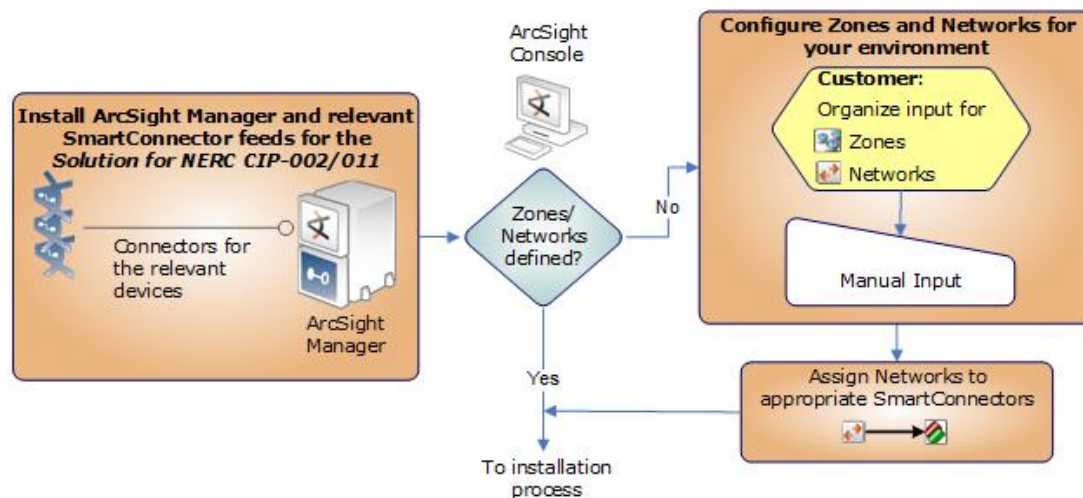 Install ArcSight Manager and relevant
SmartConnector feeds for the
Solution for NERC CIP-002/011
Connectors for
the relevant
devices
ArcSight
Manager
ArcSight
Console
Zones/
Networks
defined?
No
Yes
Configure Zones and Networks for
your environment
Customer:
Organize input for
Zones
Networks
Manual Input
Assign Networks to
appropriate SmartConnectors
To installation
process